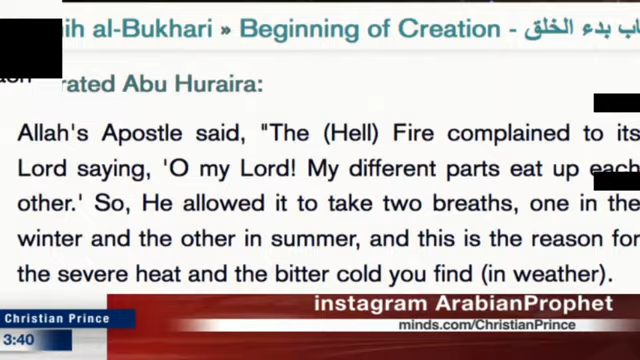 al-Bukhari » Beginning of Creation - بدء الخلق
Abu Huraira:
Allah's Apostle said, "The (Hell) Fire complained to its
Lord saying, 'O my Lord! My different parts eat up each
other.' So, He allowed it to take two breaths, one in the
winter and the other in summer, and this is the reason for
the severe heat and the bitter cold you find (in weather).
instagram ArabianProphet
Christian Prince
minds.com/ChristianPrince
3:40